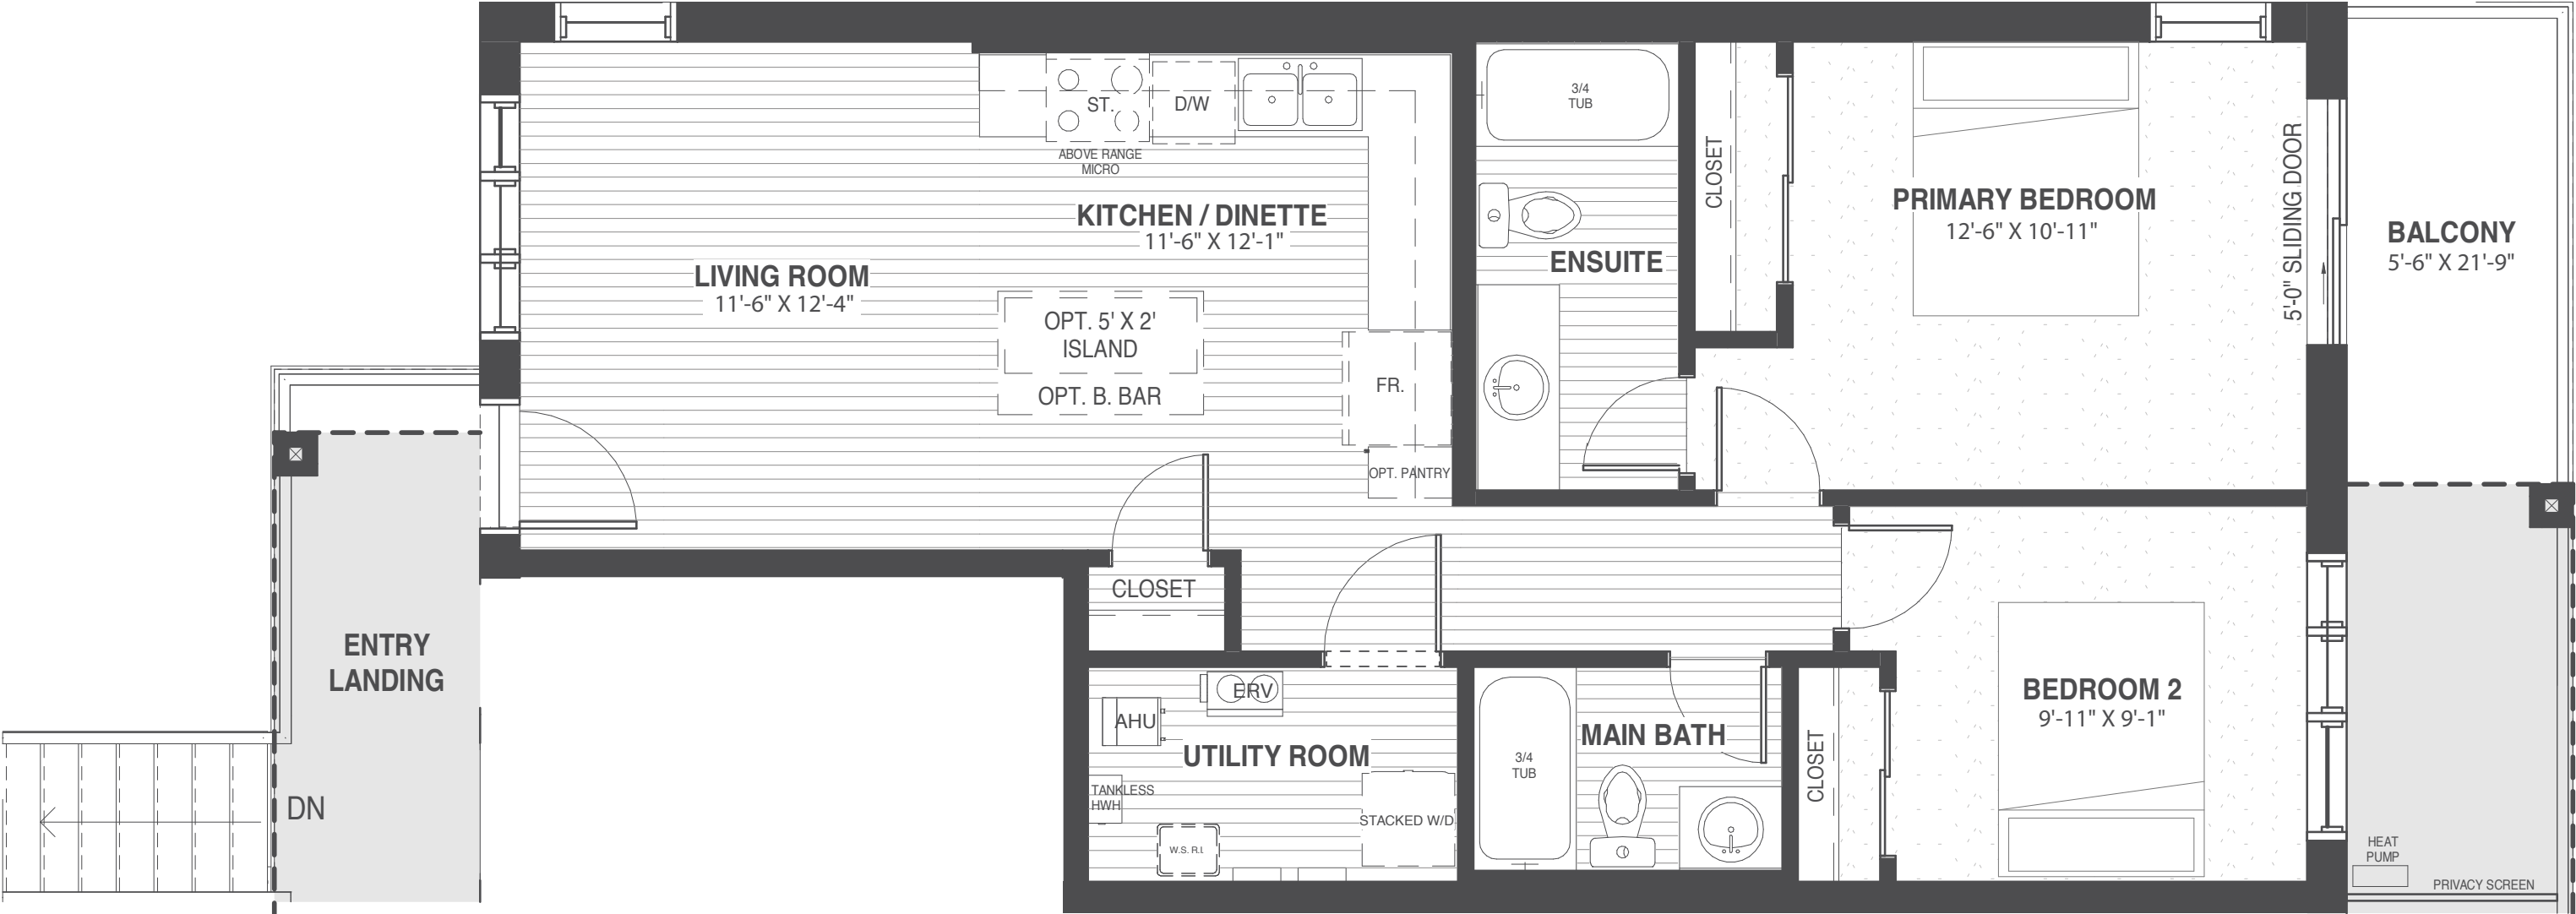 ST.
D/W
ABOVE RANGE
MICRO
KITCHEN / DINETTE
11'-6" X 12'-1"
LIVING ROOM
11'-6" X 12'-4"
OPT. 5' X 2'
ISLAND
OPT. B. BAR
FR.
OPT. PANTRY
3/4
TUB
ENSUITE
CLOSET
PRIMARY BEDROOM
12'-6" X 10'-11"
5'-0" SLIDING DOOR
BALCONY
5'-6" X 21'-9"
ENTRY
LANDING
DN
CLOSET
ERV
AHU
UTILITY ROOM
TANKLESS
HWH
W.S. R.I.
STACKED W/D
3/4
TUB
MAIN BATH
CLOSET
BEDROOM 2
9'-11" X 9'-1"
HEAT
PUMP
PRIVACY SCREEN